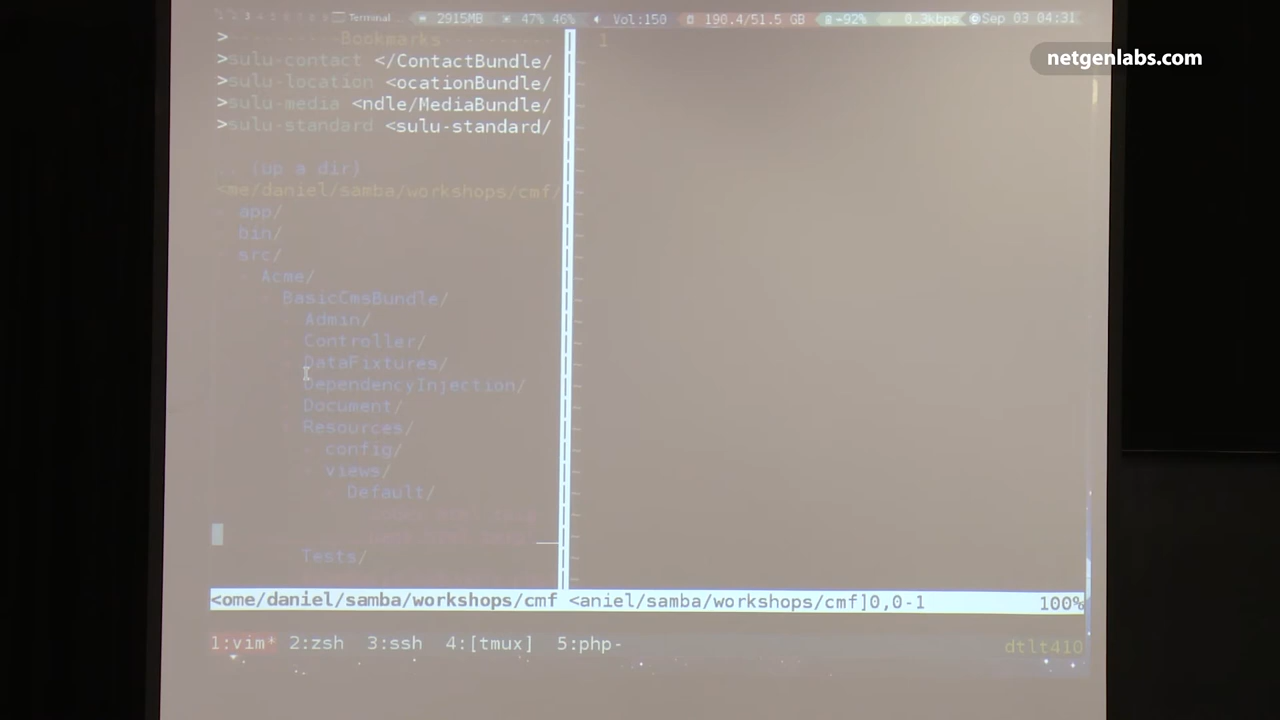 Terminal 2915MB 47% 46% Vol:150 190.4/51.5 GB 92% 0.3kbps Sep 03 04:31
netgenlabs.com
>----------Bookmarks----------
>sulu-contact </ContactBundle/
>sulu-location <ocationBundle/
>sulu-media <ndle/MediaBundle/
>sulu-standard <sulu-standard/
.. (up a dir)
<me/daniel/samba/workshops/cmf/
app/
bin/
src/
Acme/
BasicCmsBundle/
Admin/
Controller/
DataFixtures/
DependencyInjection/
Document/
Resources/
config/
views/
Default/
Tests/
1
<ome/daniel/samba/workshops/cmf <aniel/samba/workshops/cmf]0,0-1 100%
1:vim* 2:zsh 3:ssh 4:[tmux] 5:php- dtlt410